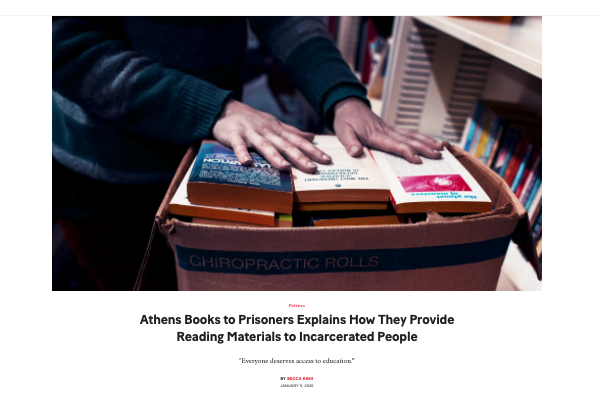 CHIROPRACTIC ROLLS
Politics
Athens Books to Prisoners Explains How They Provide
Reading Materials to Incarcerated People
"Everyone deserves access to education."
BY BECCA KING
JANUARY 9, 2020